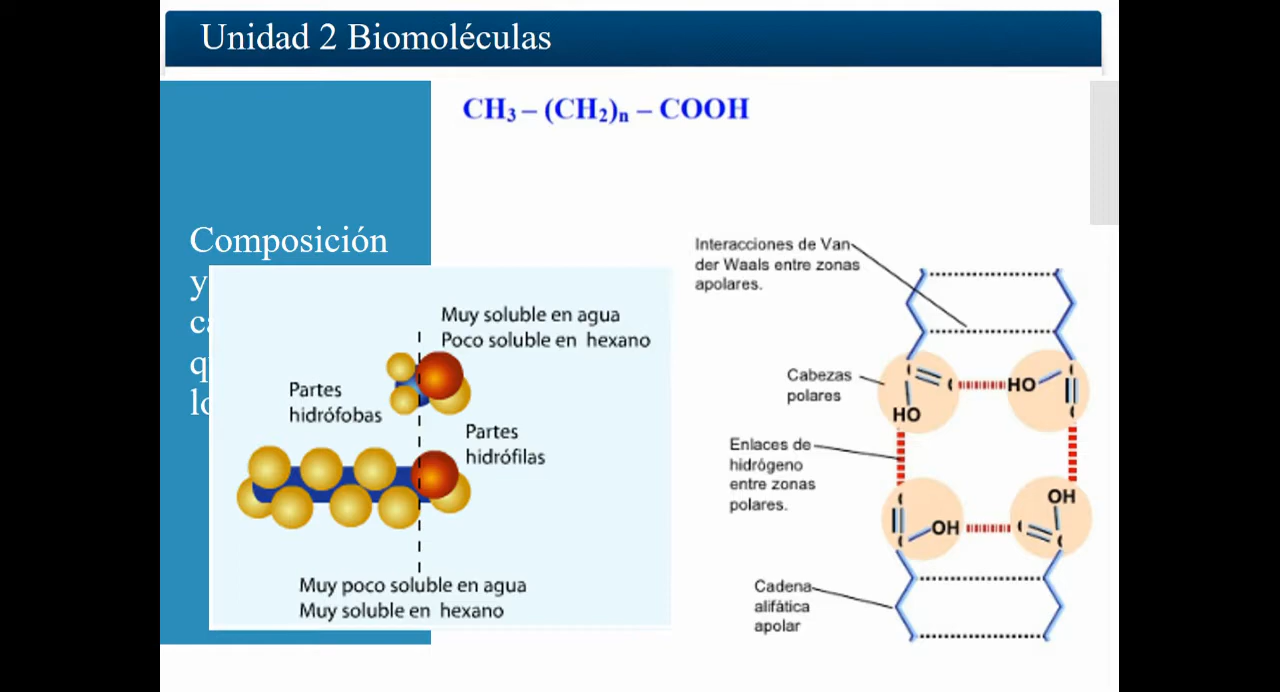 Unidad 2 Biomoléculas
CH₃ – (CH₂)ₙ – COOH
Composición
y
Muy soluble en agua
Poco soluble en hexano
Partes
hidrófobas
Partes
hidrófilas
Muy poco soluble en agua
Muy soluble en hexano
Interacciones de Van
der Waals entre zonas
apolares.
Cabezas
polares
HO
HO
Enlaces de
hidrógeno
entre zonas
polares.
OH
OH
Cadena
alifática
apolar